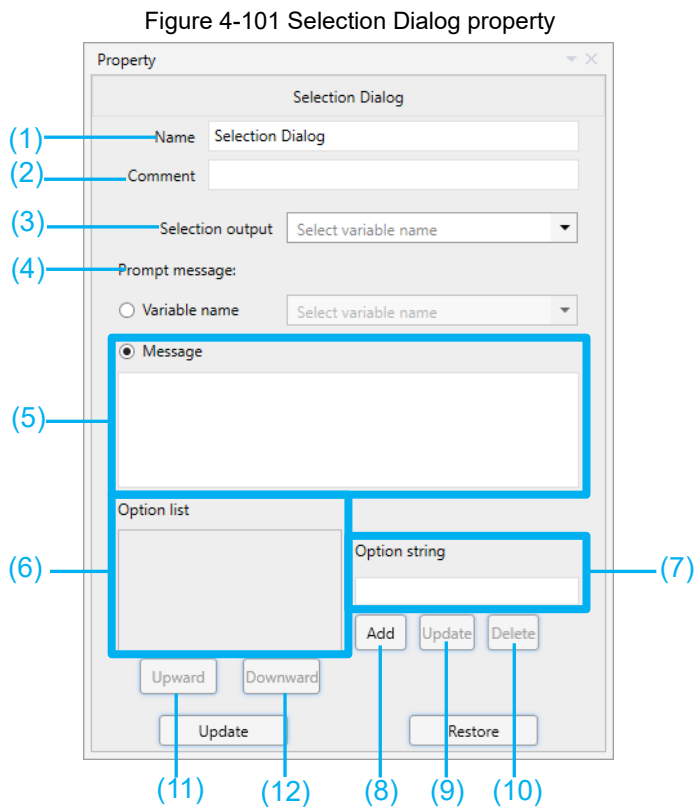 Figure 4-101 Selection Dialog property
Property
Selection Dialog
(1) Name Selection Dialog
(2) Comment
(3) Selection output Select variable name
(4) Prompt message:
Variable name Select variable name
Message
(5)
Option list
Option string
(6) (7)
Add Update Delete
Upward Downward
Update Restore
(11) (12) (8) (9) (10)